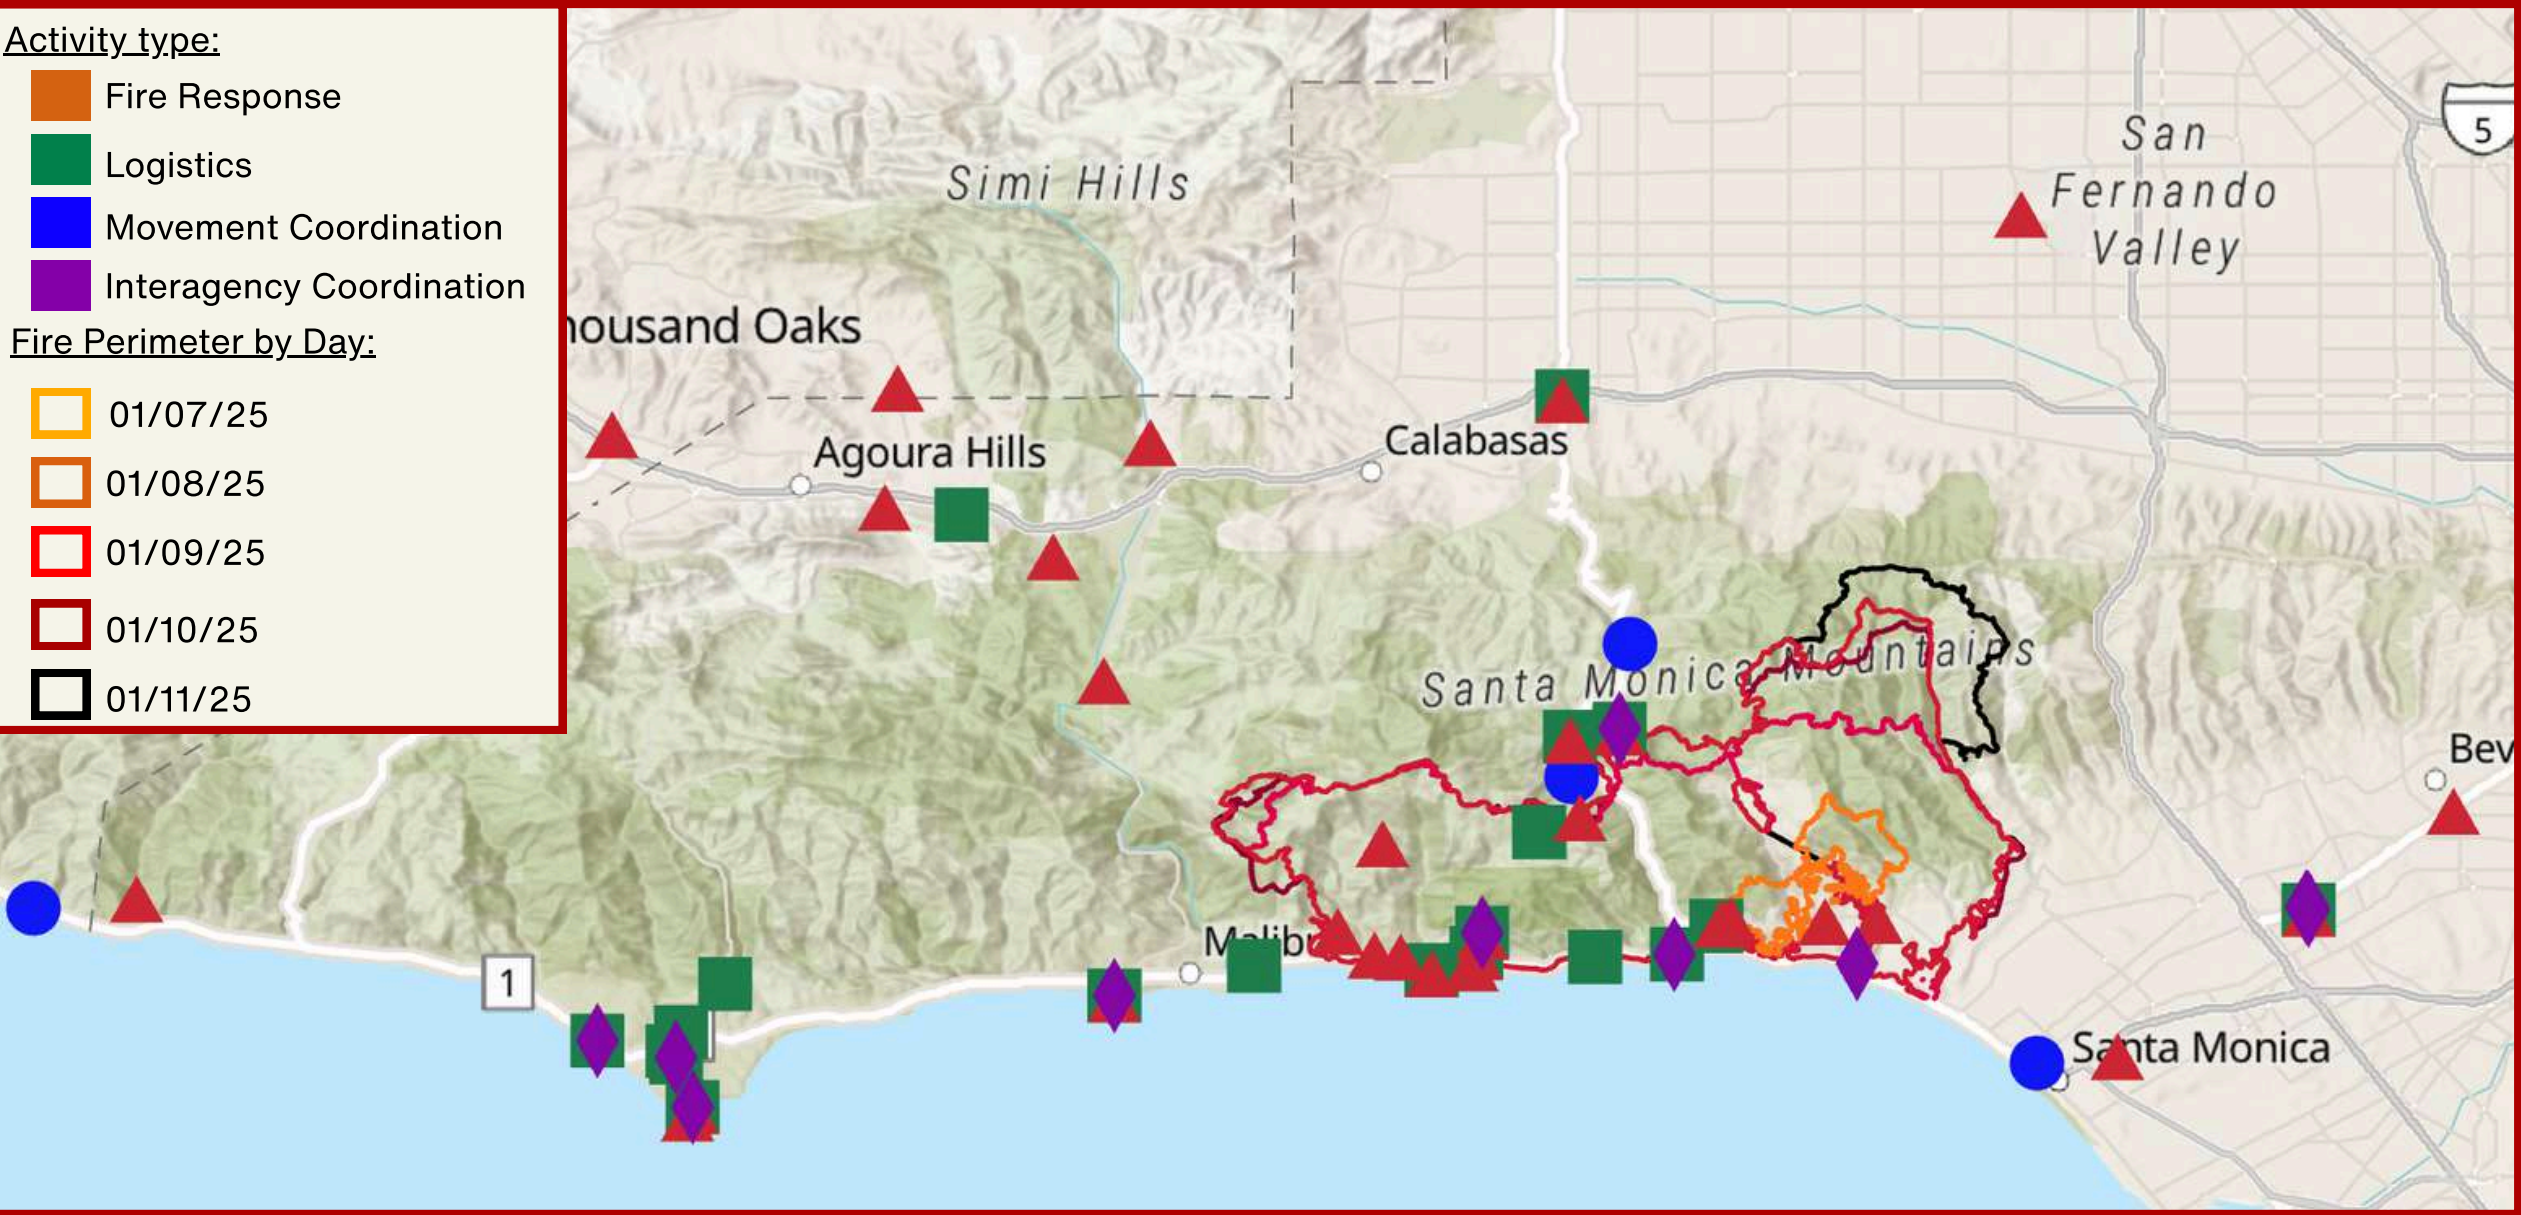 Activity type:
Fire Response
Logistics
Movement Coordination
Interagency Coordination
Fire Perimeter by Day:
01/07/25
01/08/25
01/09/25
01/10/25
01/11/25
San
Fernando
Valley
5
Simi Hills
housand Oaks
Agoura Hills
Calabasas
Santa Monica Mountains
Bev
Malibu
1
Santa Monica